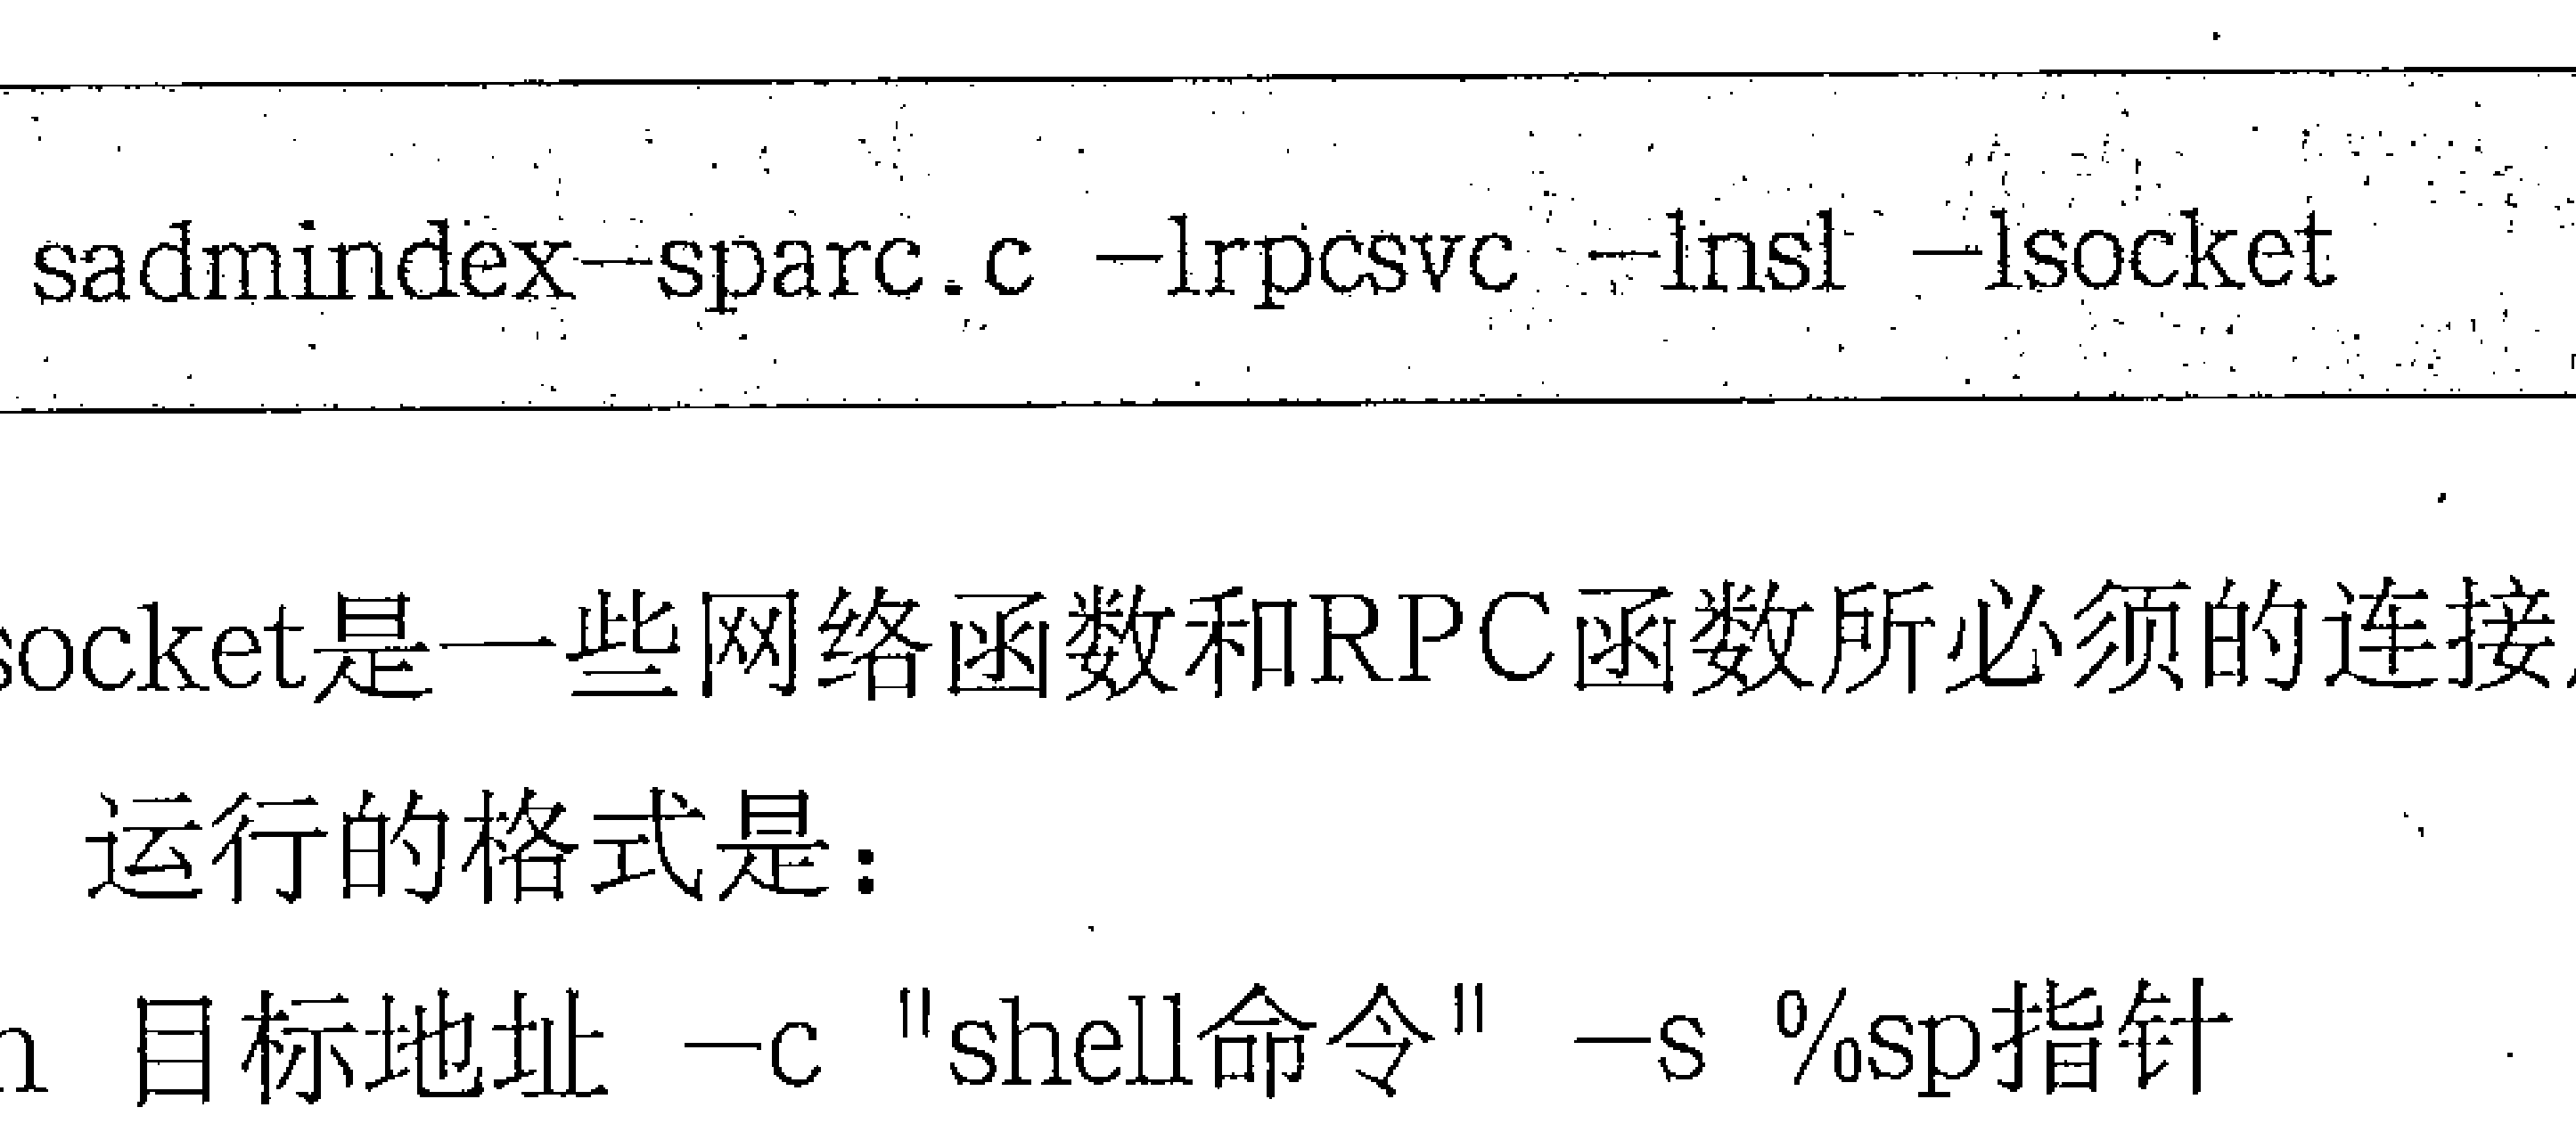 sadmindex-sparc.c -lrpcsvc -lnsl -lsocket
socket是一些网络函数和RPC函数所必须的连接
运行的格式是：
目标地址 -c "shell命令" -s %sp指针